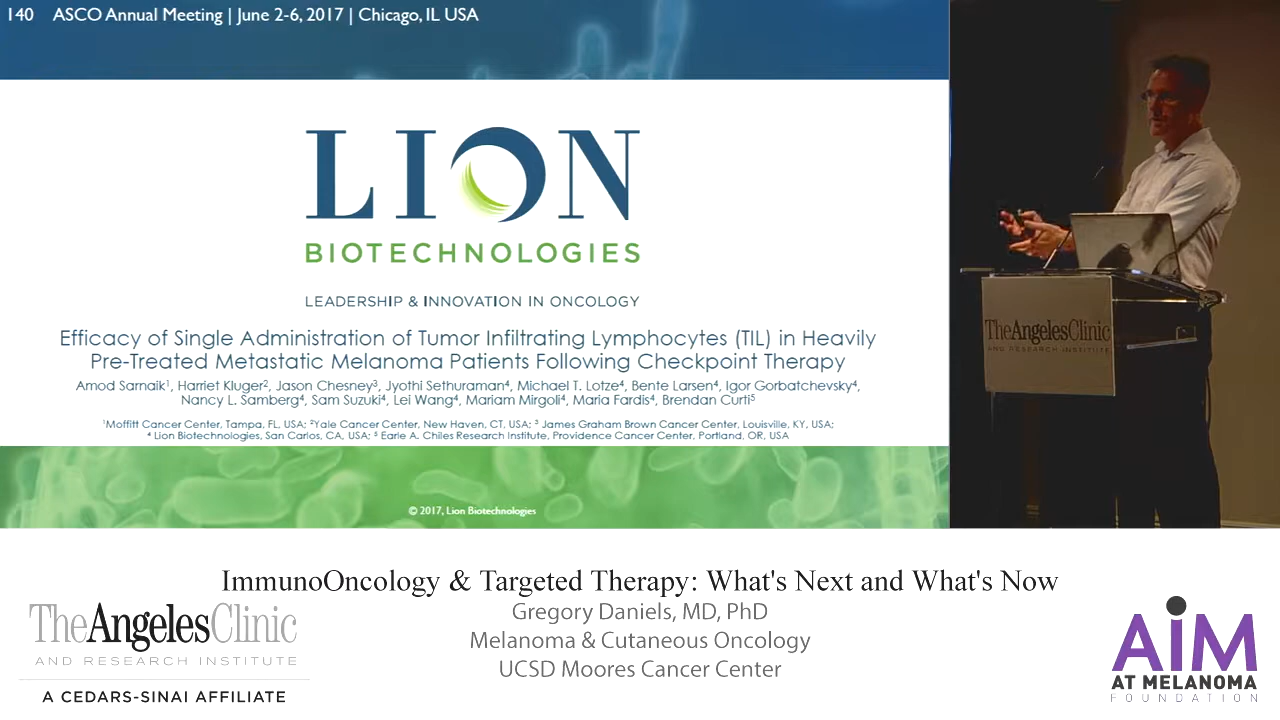 140 ASCO Annual Meeting | June 2-6, 2017 | Chicago, IL USA
LION
BIOTECHNOLOGIES
LEADERSHIP & INNOVATION IN ONCOLOGY
Efficacy of Single Administration of Tumor Infiltrating Lymphocytes (TIL) in Heavily
Pre-Treated Metastatic Melanoma Patients Following Checkpoint Therapy
Amod Sarnaik¹, Harriet Kluger², Jason Chesney³, Jyothi Sethuraman⁴, Michael T. Lotze⁴, Bente Larsen⁴, Igor Gorbatchevsky⁴,
Nancy L. Samberg⁴, Sam Suzuki⁴, Lei Wang⁴, Mariam Mirgoli⁴, Maria Fardis⁴, Brendan Curti⁵
¹Moffitt Cancer Center, Tampa, FL, USA; ²Yale Cancer Center, New Haven, CT, USA; ³ James Graham Brown Cancer Center, Louisville, KY, USA;
⁴ Lion Biotechnologies, San Carlos, CA, USA; ⁵ Earle A. Chiles Research Institute, Providence Cancer Center, Portland, OR, USA
© 2017, Lion Biotechnologies
TheAngelesClinic
AND RESEARCH INSTITUTE
ImmunoOncology & Targeted Therapy: What's Next and What's Now
Gregory Daniels, MD, PhD
Melanoma & Cutaneous Oncology
UCSD Moores Cancer Center
TheAngelesClinic
AND RESEARCH INSTITUTE
A CEDARS-SINAI AFFILIATE
AiM
AT MELANOMA
FOUNDATION